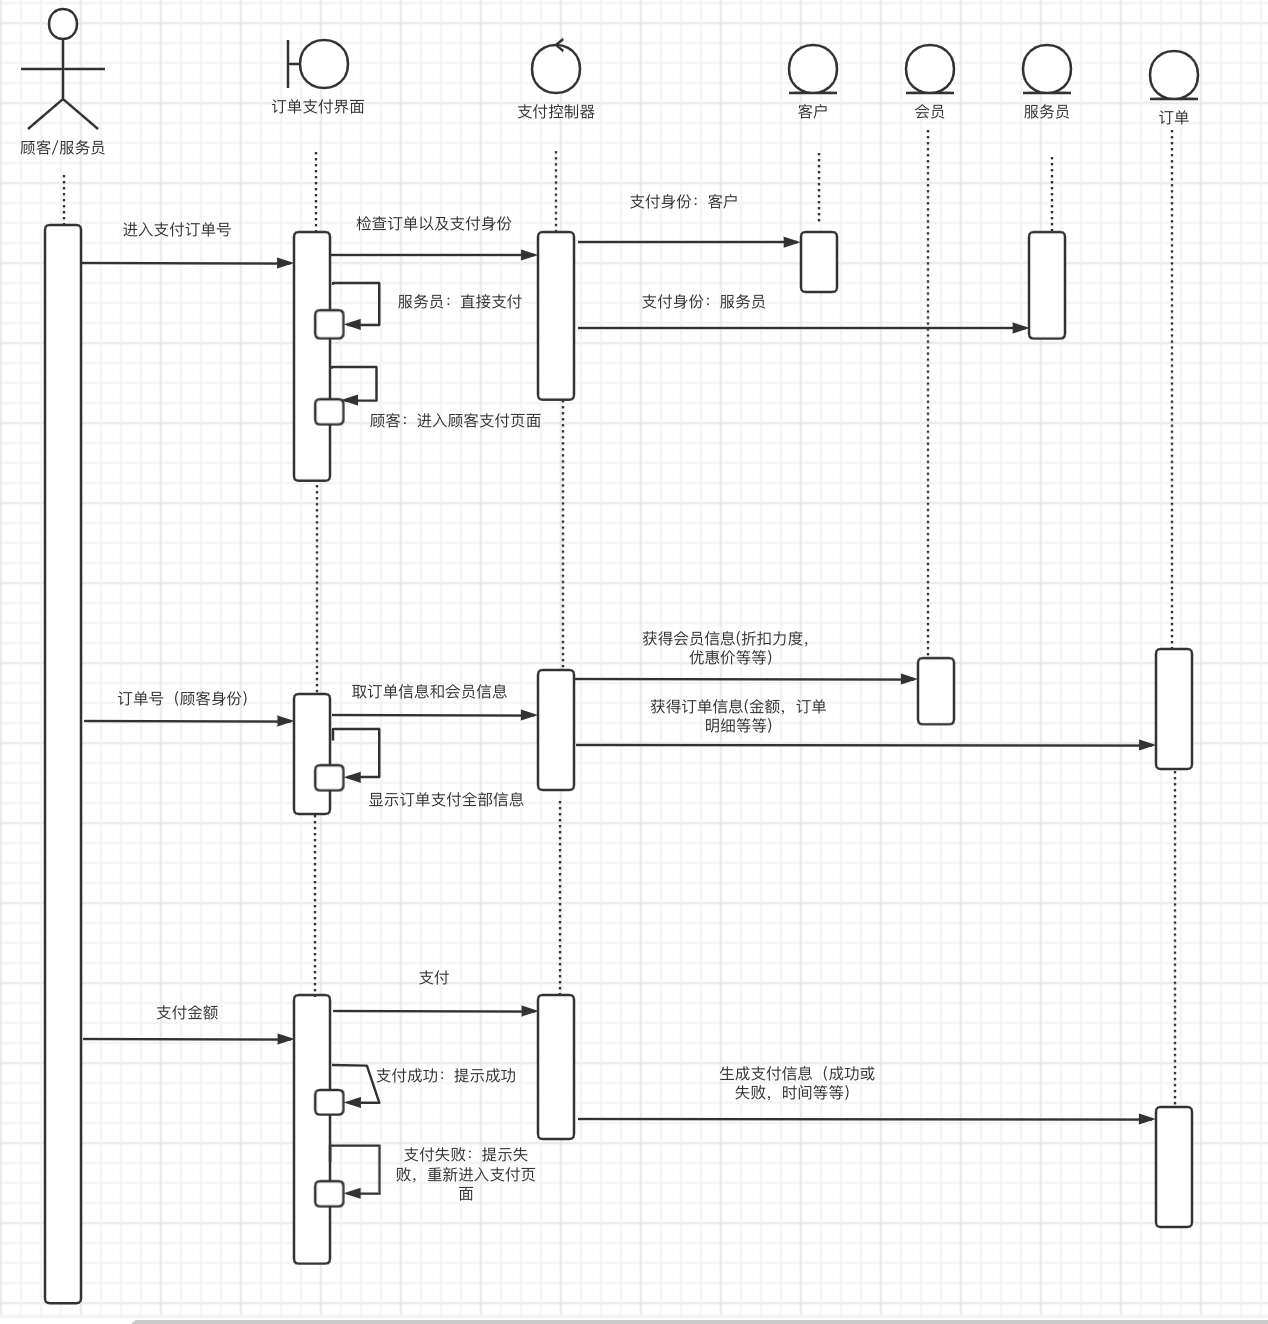 顾客/服务员
订单支付界面
支付控制器
客户
会员
服务员
订单
支付身份：客户
进入支付订单号
检查订单以及支付身份
服务员：直接支付
支付身份：服务员
顾客：进入顾客支付页面
获得会员信息(折扣力度，
优惠价等等)
订单号（顾客身份）
取订单信息和会员信息
获得订单信息(金额，订单
明细等等)
显示订单支付全部信息
支付
支付金额
支付成功：提示成功
生成支付信息（成功或
失败，时间等等）
支付失败：提示失
败，重新进入支付页
面